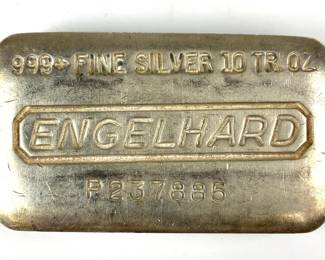 999+ FINE SILVER 10 TR. OZ.
ENGELHARD
P237885